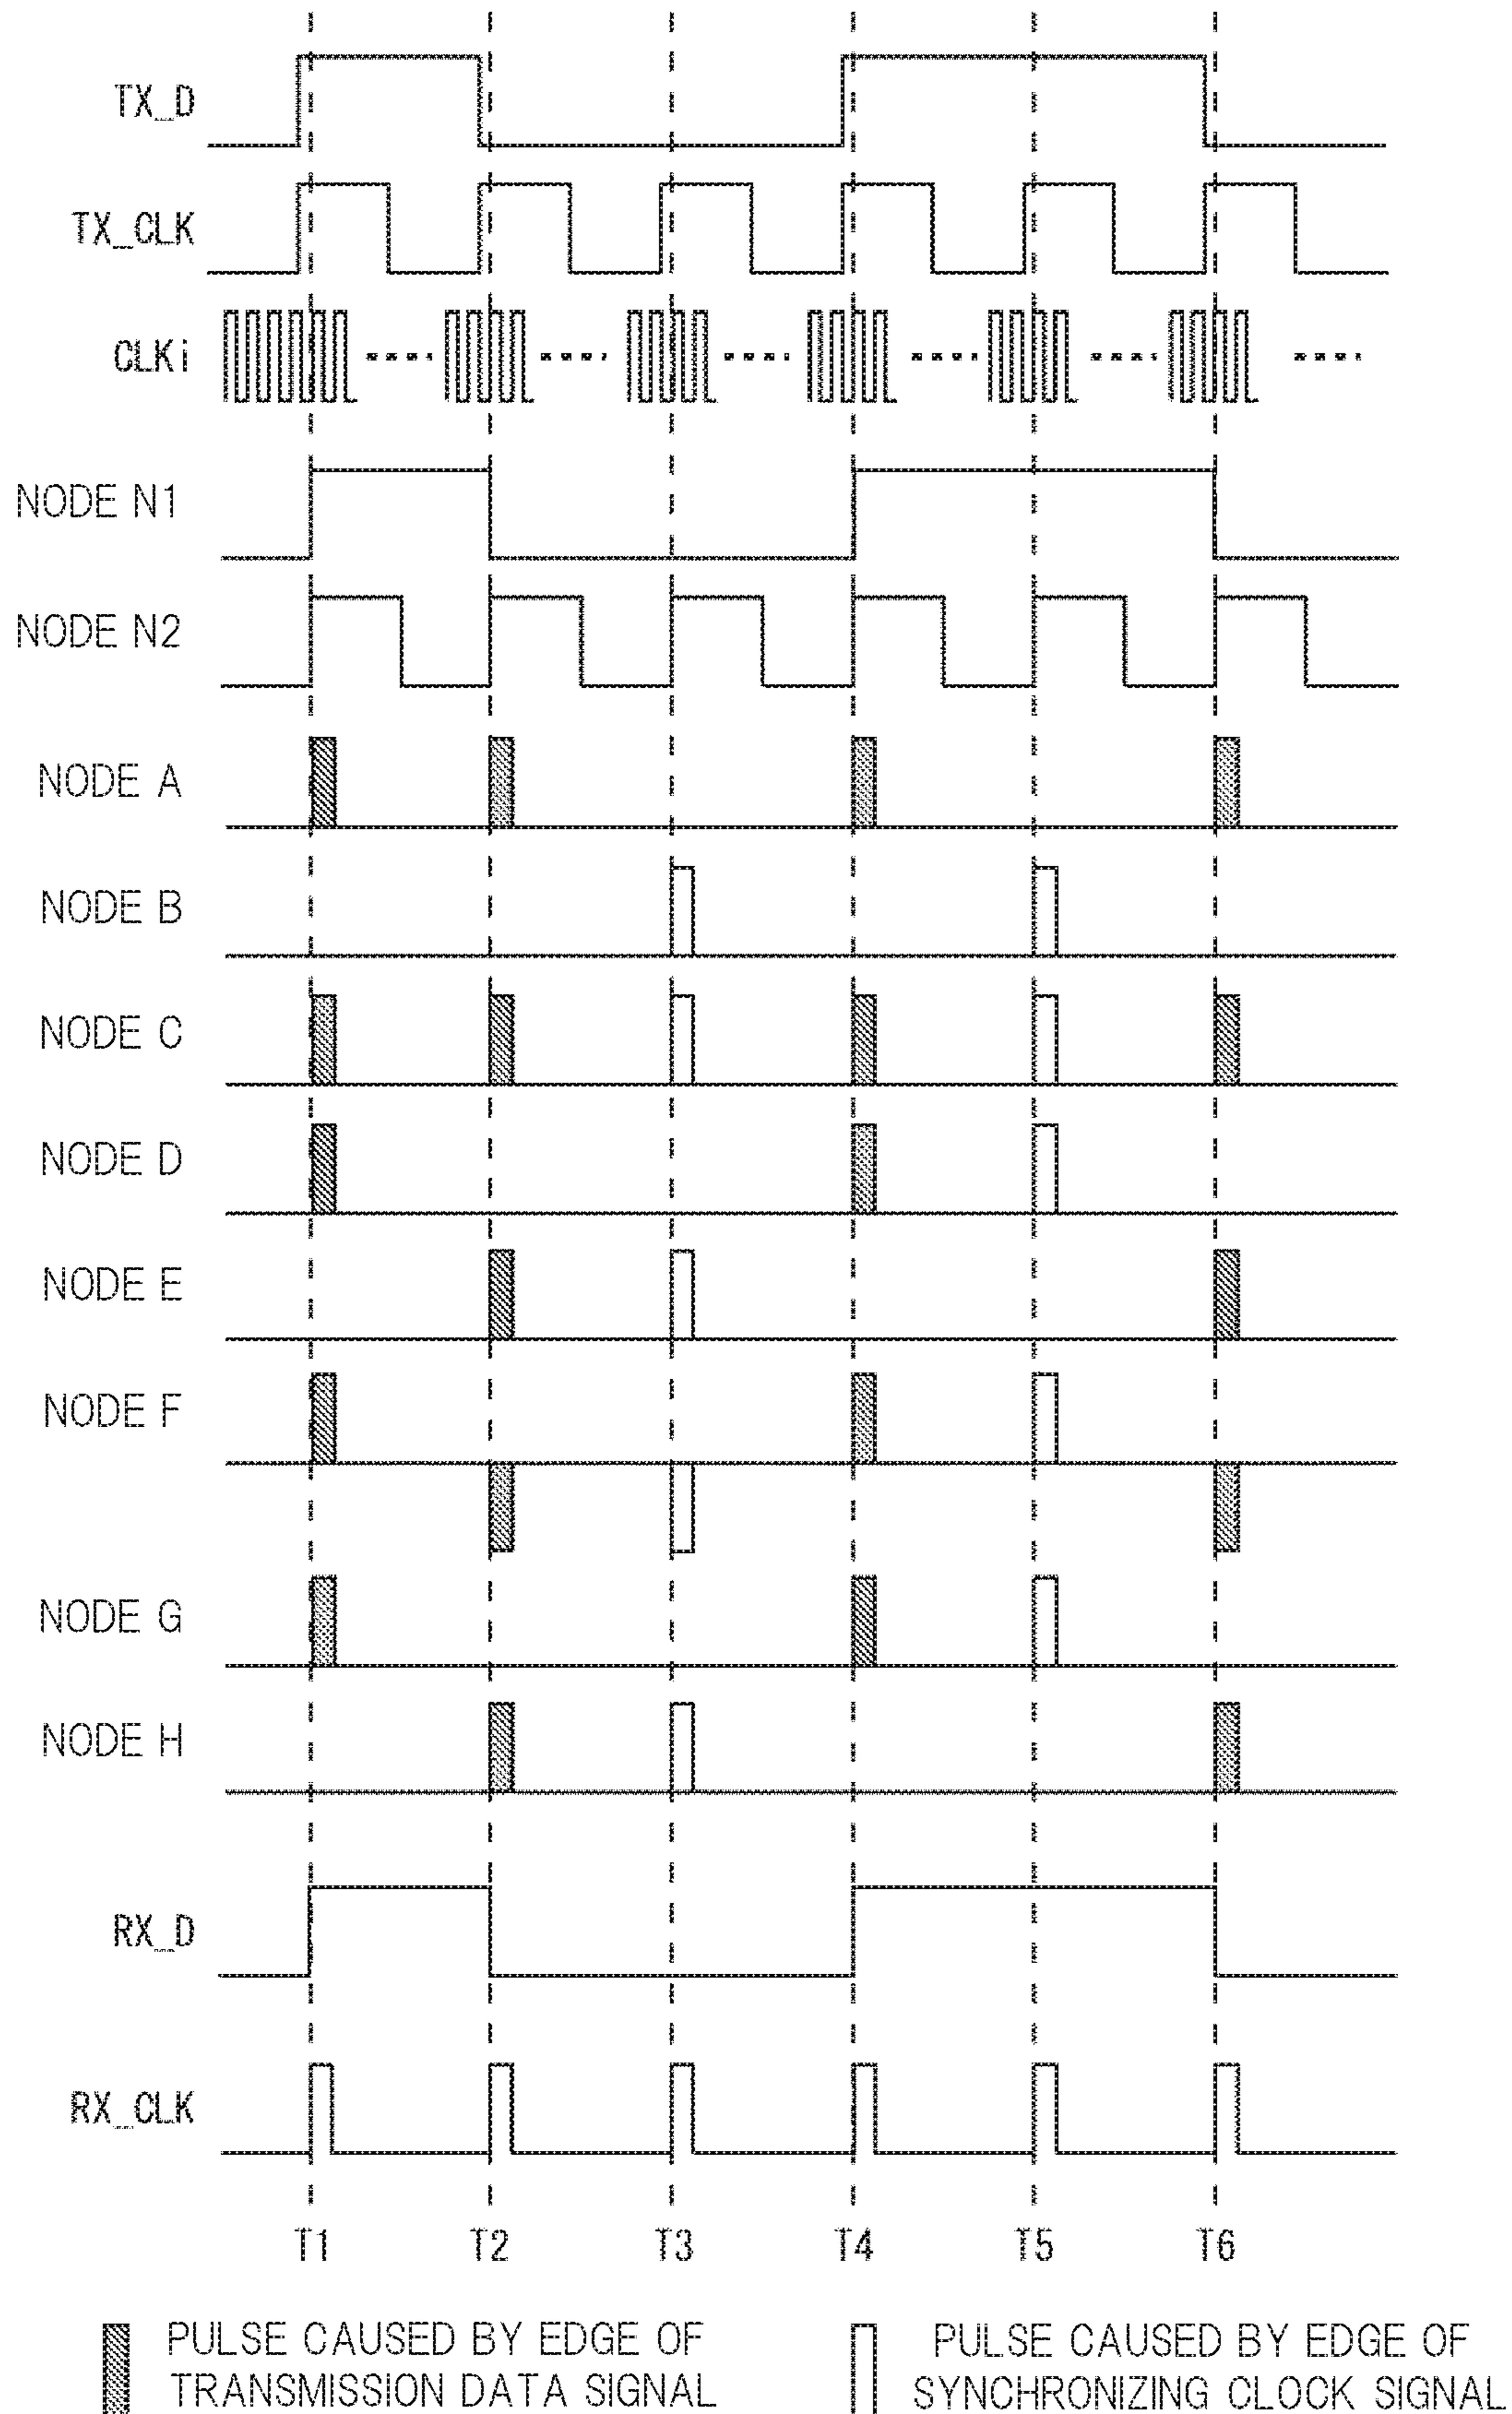 TX_D
TX_CLK
CLKi
NODE N1
NODE N2
NODE A
NODE B
NODE C
NODE D
NODE E
NODE F
NODE G
NODE H
RX_D
RX_CLK
T1 T2 T3 T4 T5 T6
PULSE CAUSED BY EDGE OF
TRANSMISSION DATA SIGNAL
PULSE CAUSED BY EDGE OF
SYNCHRONIZING CLOCK SIGNAL